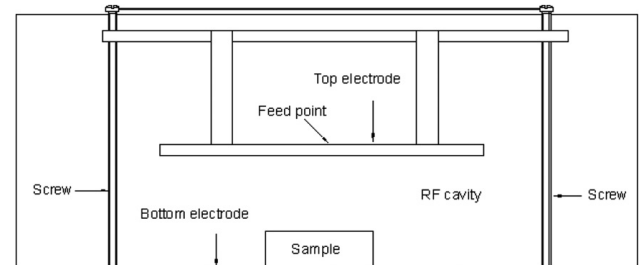 Top electrode
Feed point
Screw
RF cavity
Screw
Bottom electrode
Sample